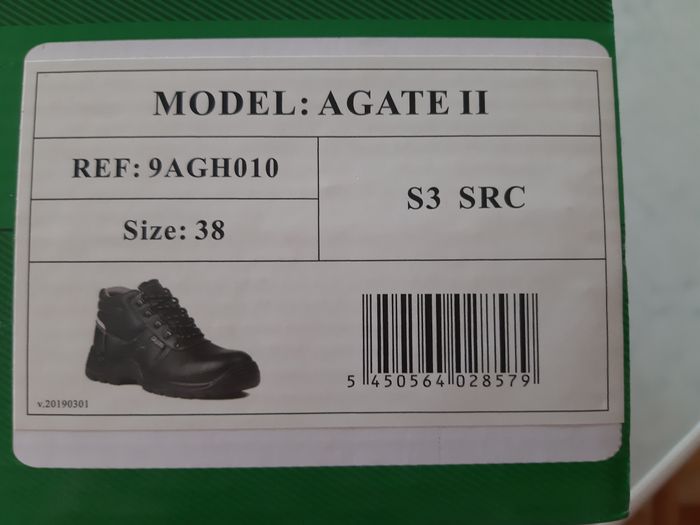 MODEL: AGATE II
REF: 9AGH010
Size: 38
S3 SRC
5 450564 028579
v.20190301